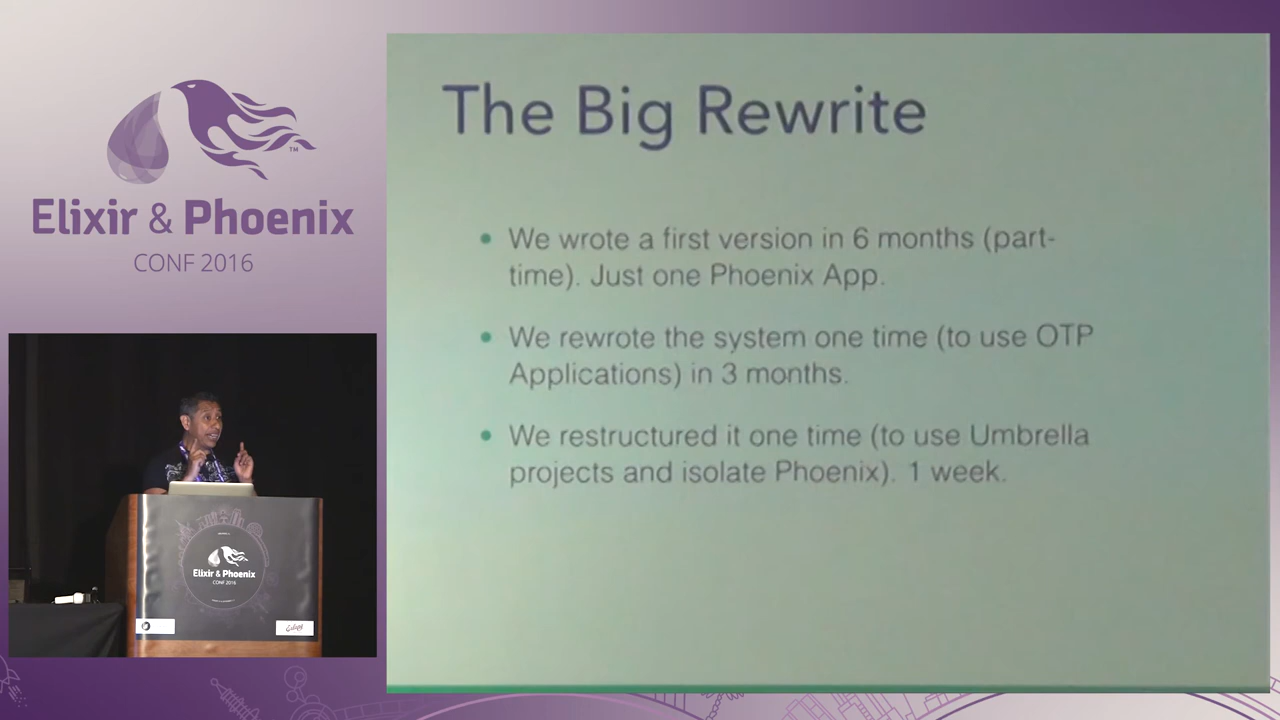 Elixir & Phoenix
CONF 2016
The Big Rewrite
• We wrote a first version in 6 months (part-
time). Just one Phoenix App.
• We rewrote the system one time (to use OTP
Applications) in 3 months.
• We restructured it one time (to use Umbrella
projects and isolate Phoenix). 1 week.
Elixir & Phoenix
CONF 2016